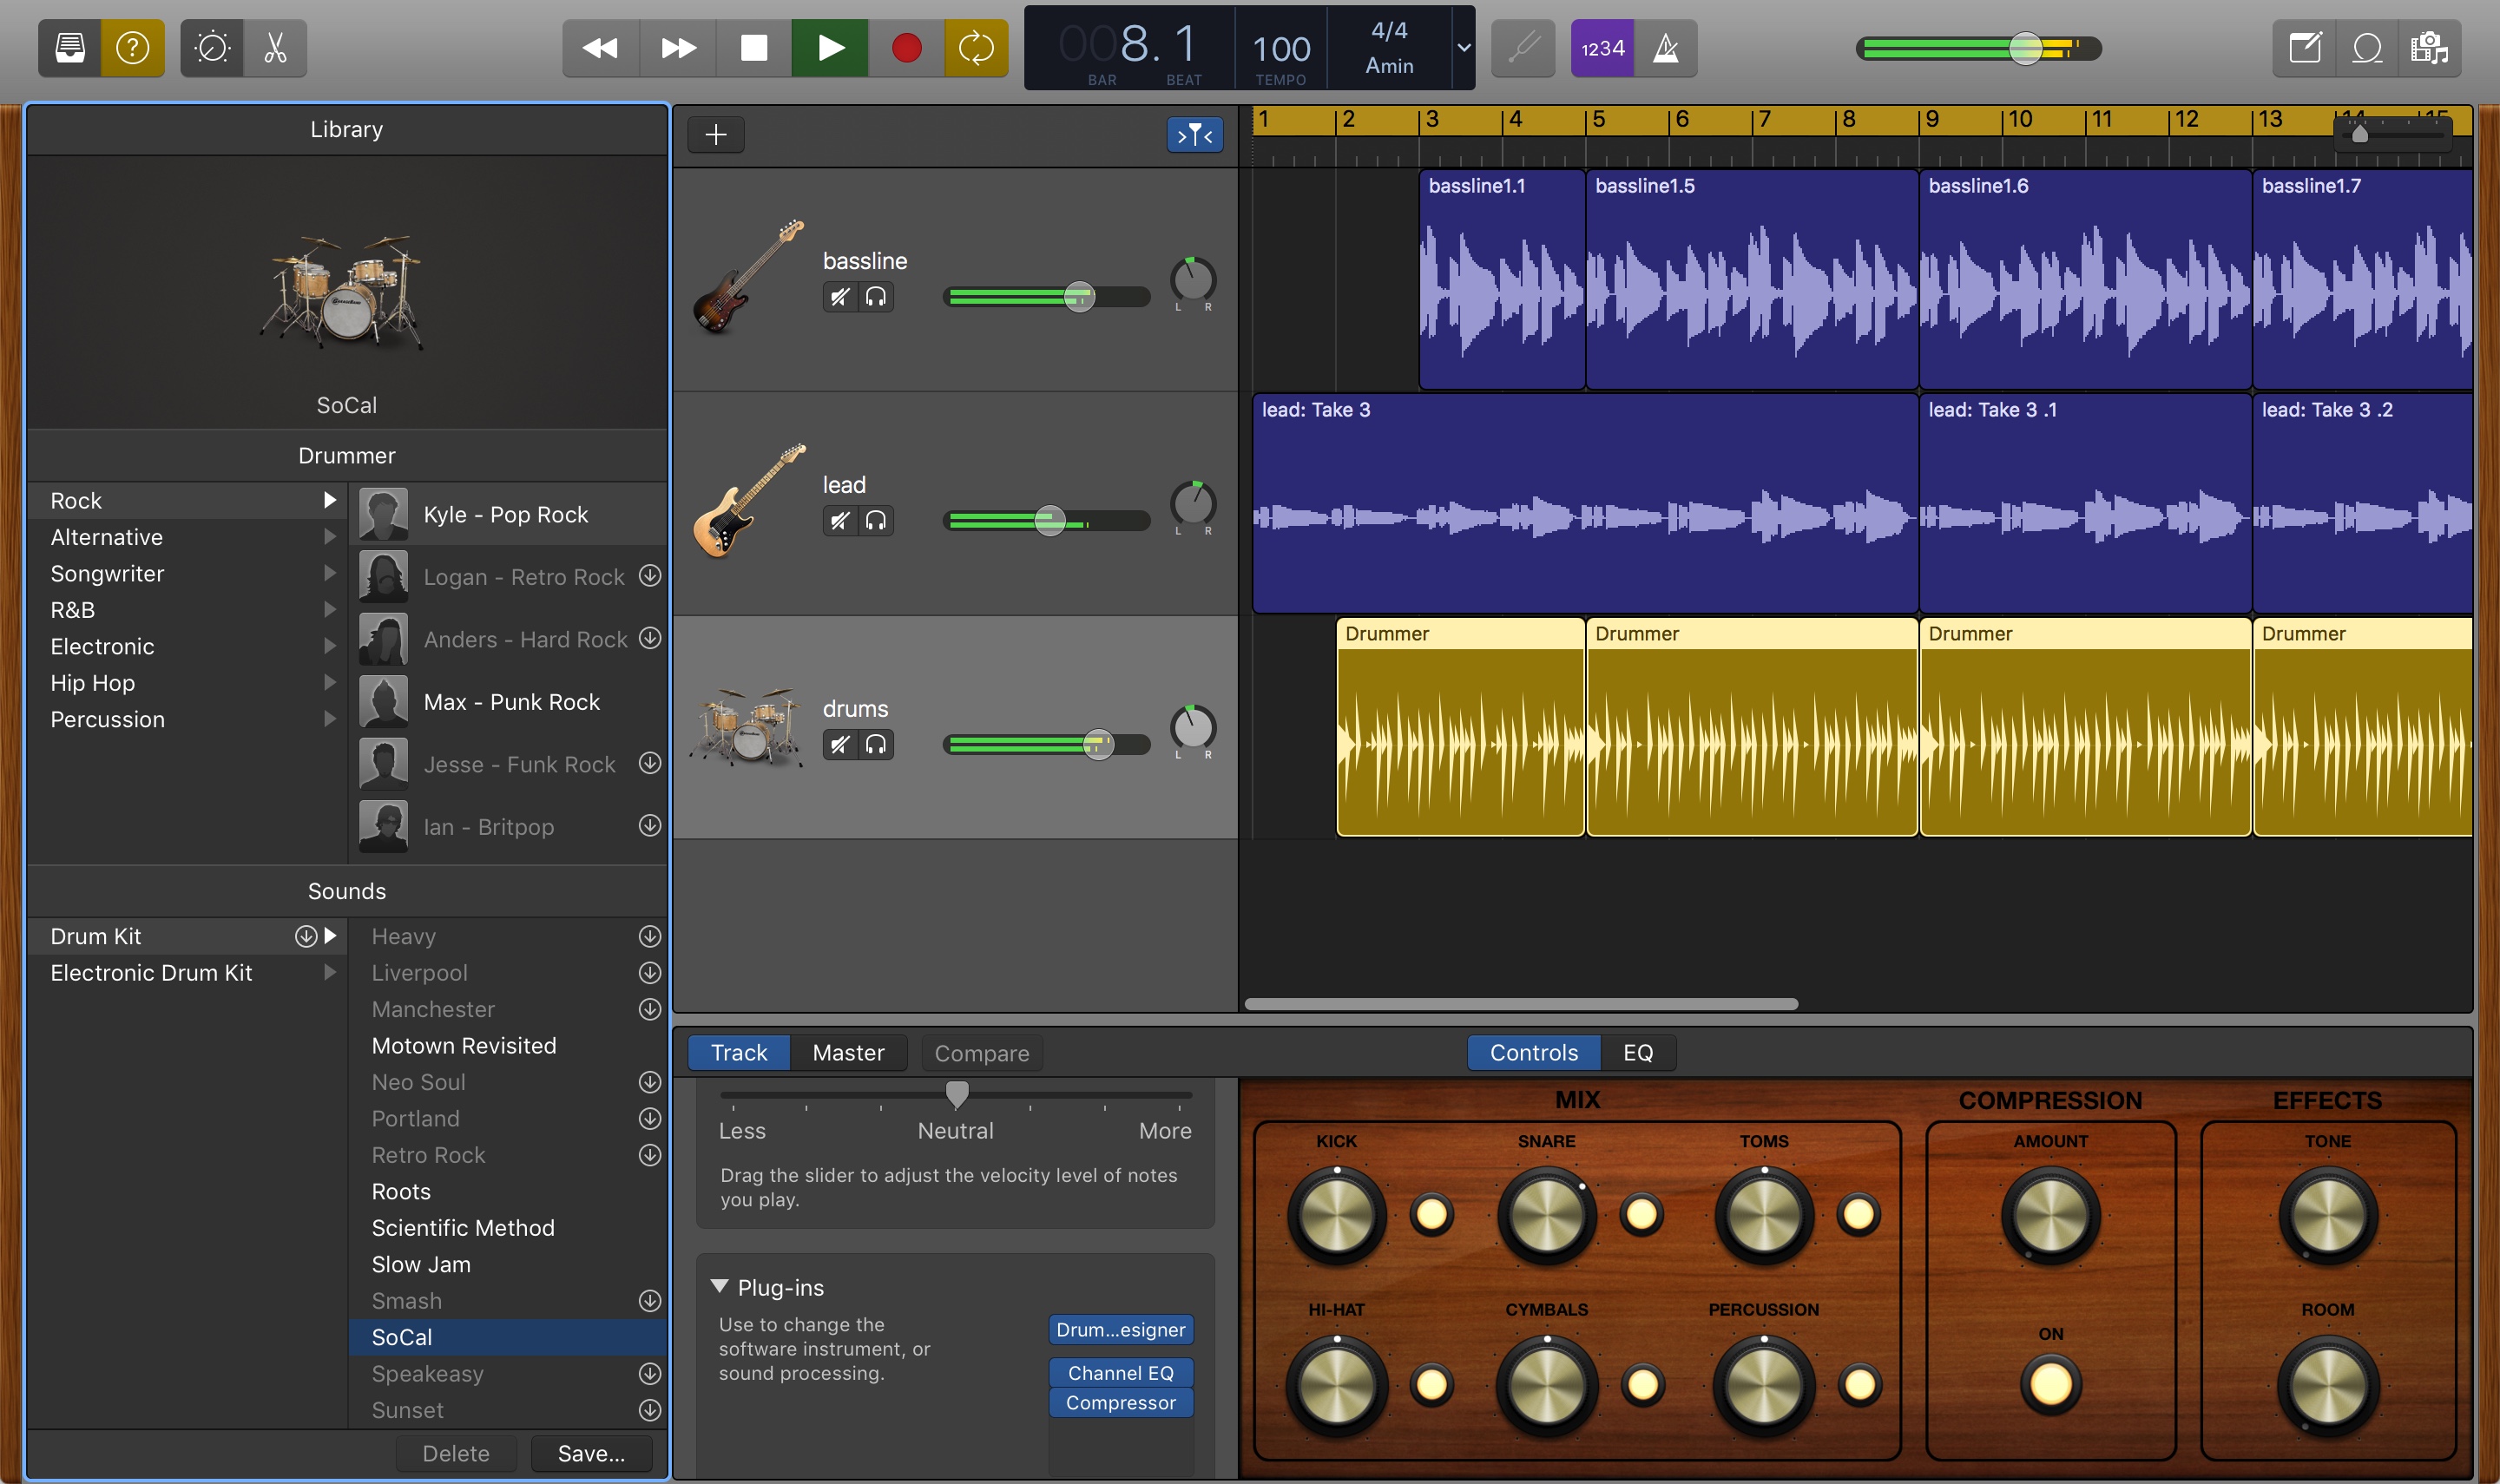 ?
008. 1
BAR BEAT
100
TEMPO
4/4
Amin
1234
Library
SoCal
Drummer
Rock
Alternative
Songwriter
R&B
Electronic
Hip Hop
Percussion
Kyle - Pop Rock
Logan - Retro Rock
Anders - Hard Rock
Max - Punk Rock
Jesse - Funk Rock
Ian - Britpop
Sounds
Drum Kit
Electronic Drum Kit
Heavy
Liverpool
Manchester
Motown Revisited
Neo Soul
Portland
Retro Rock
Roots
Scientific Method
Slow Jam
Smash
SoCal
Speakeasy
Sunset
Delete Save...
1 2 3 4 5 6 7 8 9 10 11 12 13 14 15
bassline
L R
bassline1.1 bassline1.5 bassline1.6 bassline1.7
lead
L R
lead: Take 3 lead: Take 3 .1 lead: Take 3 .2
drums
L R
Drummer Drummer Drummer Drummer
Track Master Compare Controls EQ
Less Neutral More
Drag the slider to adjust the velocity level of notes
you play.
Plug-ins
Use to change the
software instrument, or
sound processing.
Drum...esigner
Channel EQ
Compressor
MIX
KICK SNARE TOMS
HI-HAT CYMBALS PERCUSSION
COMPRESSION
AMOUNT
ON
EFFECTS
TONE
ROOM